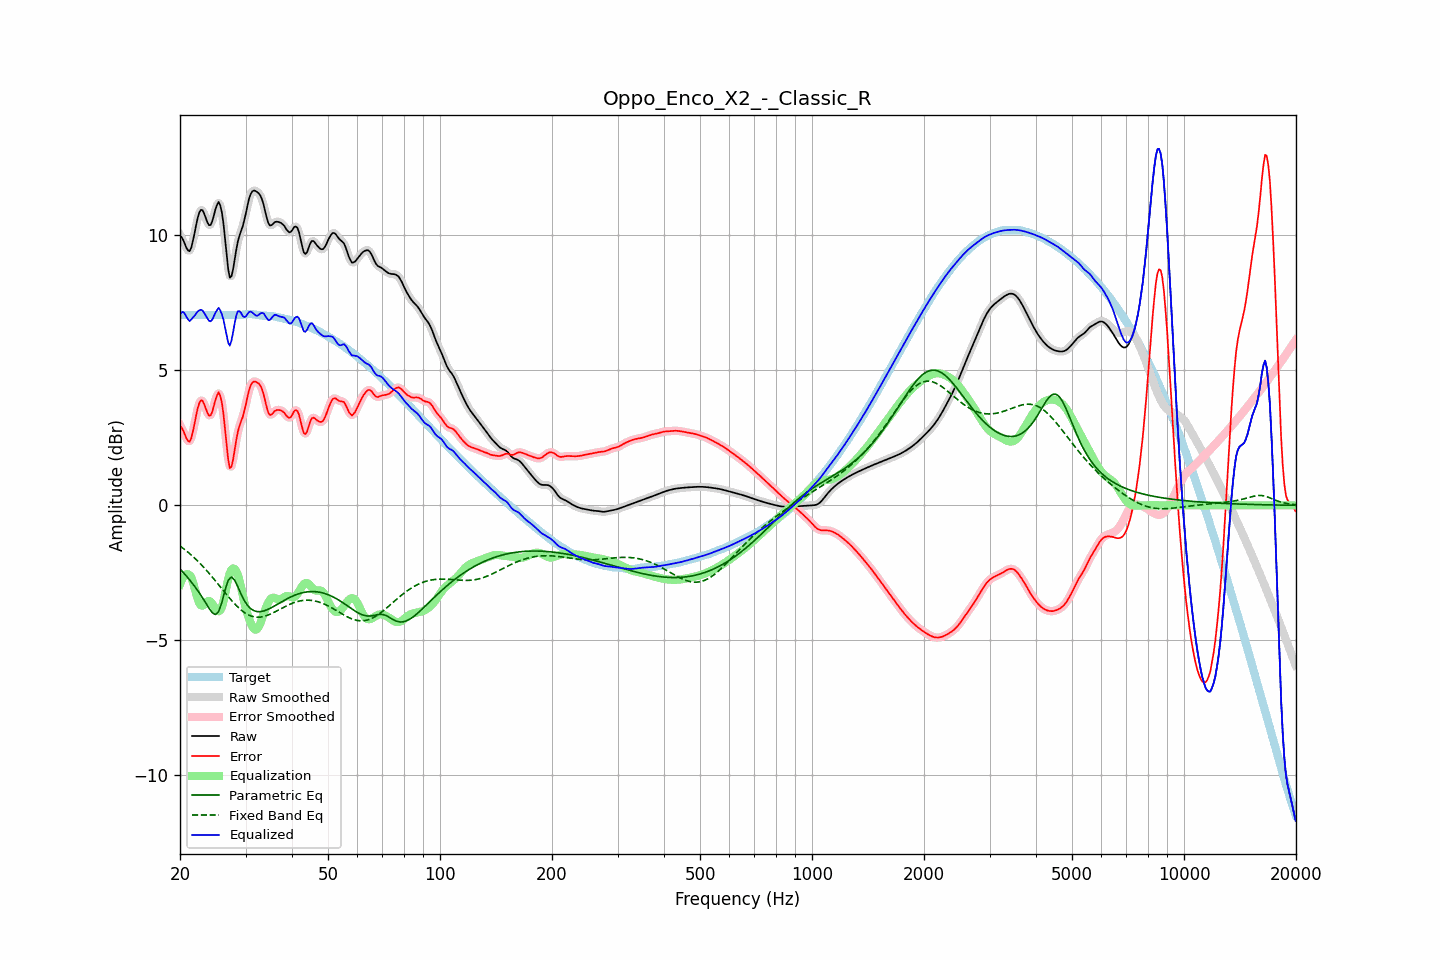 Oppo_Enco_X2_-_Classic_R
Amplitude (dBr)
10
5
0
−5
−10
Target
Raw Smoothed
Error Smoothed
Raw
Error
Equalization
Parametric Eq
Fixed Band Eq
Equalized
20 50 100 200 500 1000 2000 5000 10000 20000
Frequency (Hz)